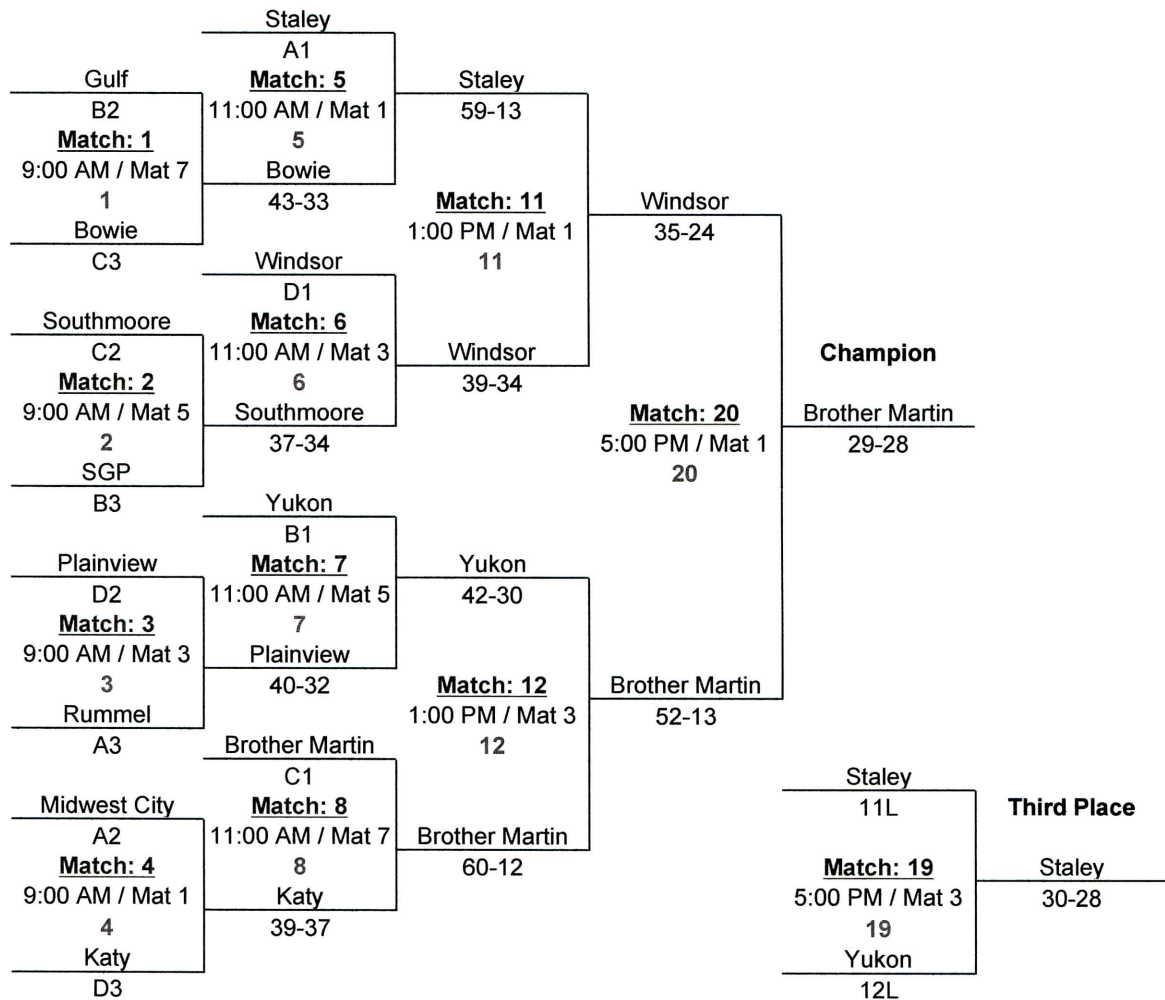 Staley
A1
Match: 5
11:00 AM / Mat 1
5
Gulf
B2
Match: 1
9:00 AM / Mat 7
1
Bowie
C3
Bowie
43-33
Staley
59-13
Match: 11
1:00 PM / Mat 1
11
Windsor
35-24
Windsor
D1
Match: 6
11:00 AM / Mat 3
6
Southmoore
C2
Match: 2
9:00 AM / Mat 5
2
SGP
B3
Southmoore
37-34
Windsor
39-34
Champion
Match: 20
5:00 PM / Mat 1
20
Brother Martin
29-28
Yukon
B1
Match: 7
11:00 AM / Mat 5
7
Plainview
D2
Match: 3
9:00 AM / Mat 3
3
Rummel
A3
Plainview
40-32
Yukon
42-30
Match: 12
1:00 PM / Mat 3
12
Brother Martin
52-13
Brother Martin
C1
Match: 8
11:00 AM / Mat 7
8
Midwest City
A2
Match: 4
9:00 AM / Mat 1
4
Katy
D3
Katy
39-37
Brother Martin
60-12
Staley
11L
Third Place
Match: 19
5:00 PM / Mat 3
19
Yukon
12L
Staley
30-28